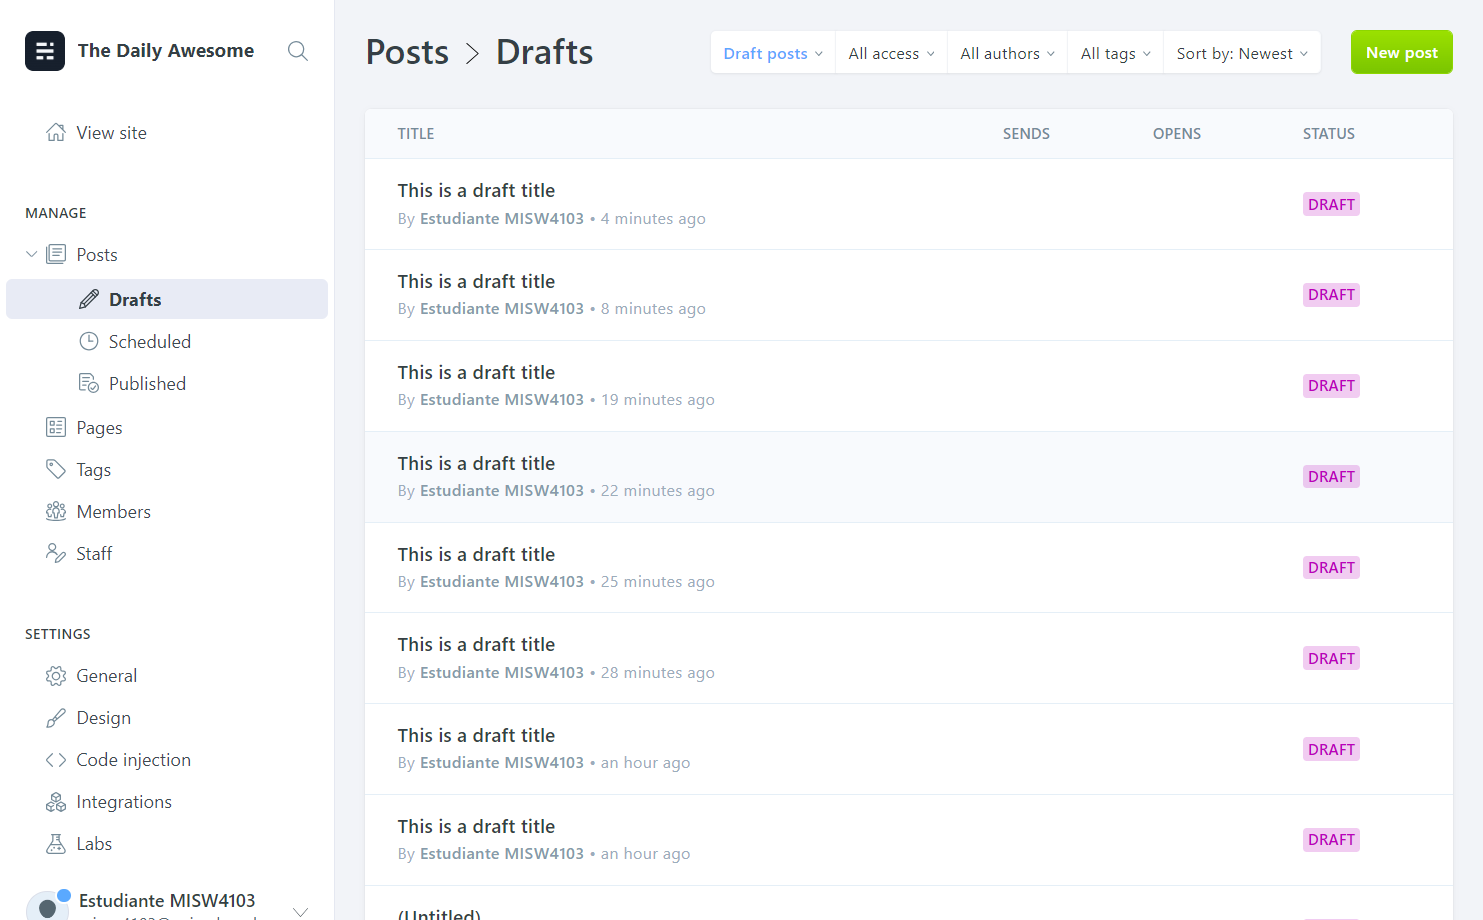 The Daily Awesome
View site
MANAGE
Posts
Drafts
Scheduled
Published
Pages
Tags
Members
Staff
SETTINGS
General
Design
Code injection
Integrations
Labs
Estudiante MISW4103
Posts > Drafts
Draft posts All access All authors All tags Sort by: Newest
New post
TITLE SENDS OPENS STATUS
This is a draft title
By Estudiante MISW4103 • 4 minutes ago
DRAFT
This is a draft title
By Estudiante MISW4103 • 8 minutes ago
DRAFT
This is a draft title
By Estudiante MISW4103 • 19 minutes ago
DRAFT
This is a draft title
By Estudiante MISW4103 • 22 minutes ago
DRAFT
This is a draft title
By Estudiante MISW4103 • 25 minutes ago
DRAFT
This is a draft title
By Estudiante MISW4103 • 28 minutes ago
DRAFT
This is a draft title
By Estudiante MISW4103 • an hour ago
DRAFT
This is a draft title
By Estudiante MISW4103 • an hour ago
DRAFT
(Untitled)